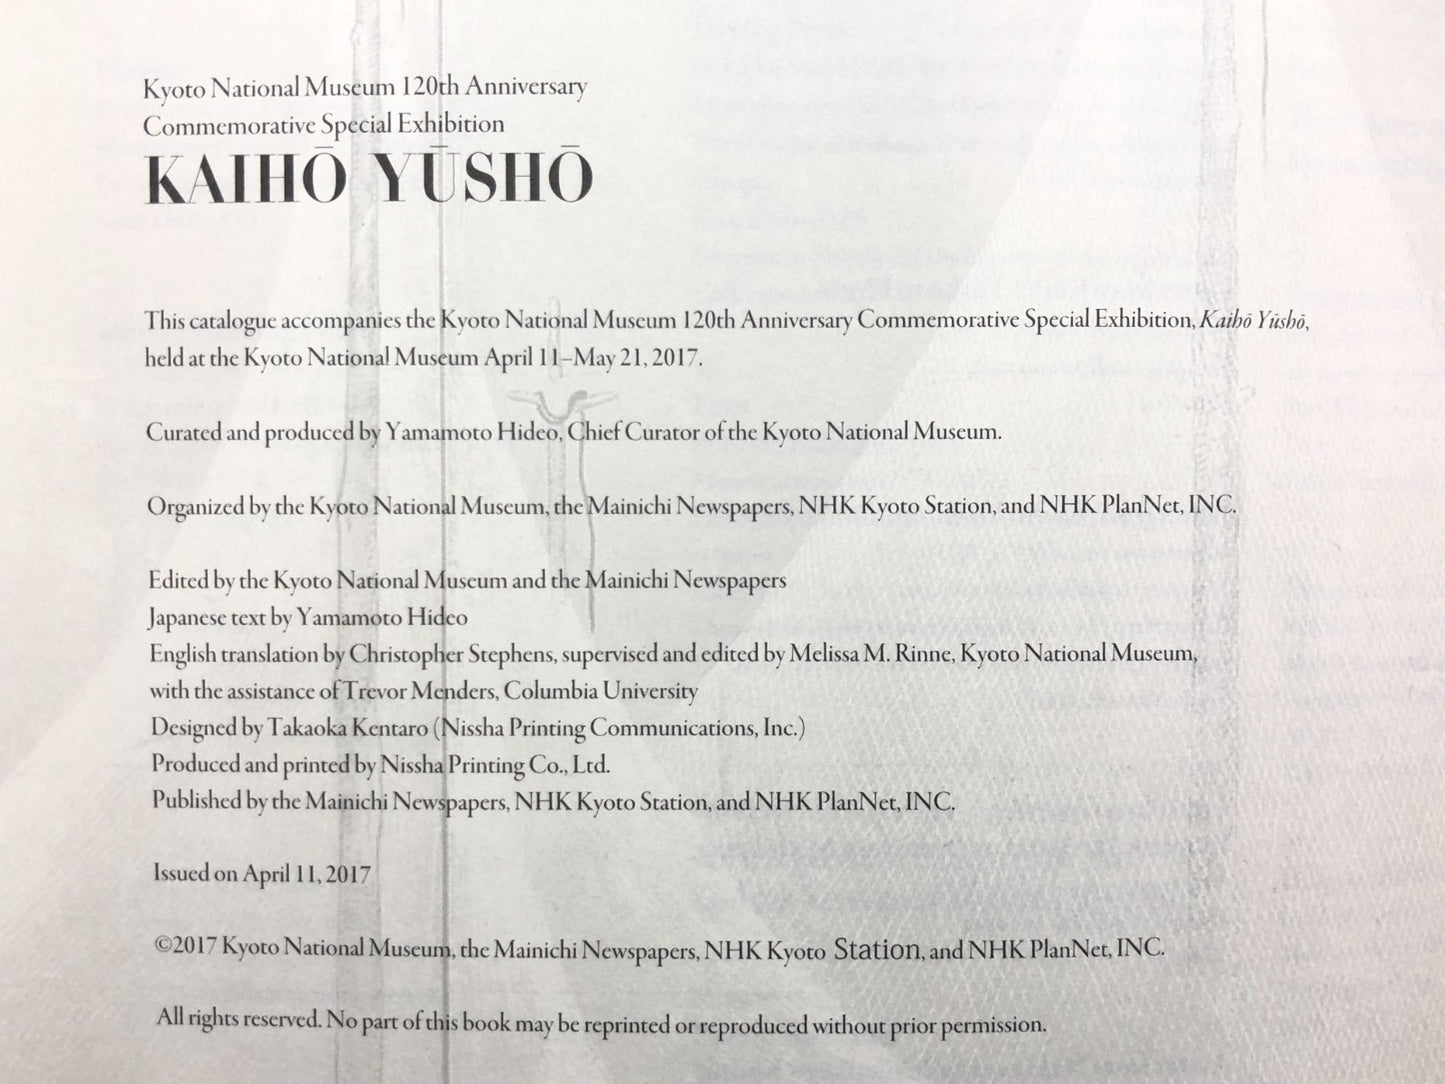 Kyoto National Museum 120th Anniversary
Commemorative Special Exhibition
KAIHŌ YŪSHŌ
This catalogue accompanies the Kyoto National Museum 120th Anniversary Commemorative Special Exhibition, Kaihō Yūshō,
held at the Kyoto National Museum April 11–May 21, 2017.
Curated and produced by Yamamoto Hideo, Chief Curator of the Kyoto National Museum.
Organized by the Kyoto National Museum, the Mainichi Newspapers, NHK Kyoto Station, and NHK PlanNet, INC.
Edited by the Kyoto National Museum and the Mainichi Newspapers
Japanese text by Yamamoto Hideo
English translation by Christopher Stephens, supervised and edited by Melissa M. Rinne, Kyoto National Museum,
with the assistance of Trevor Menders, Columbia University
Designed by Takaoka Kentaro (Nissha Printing Communications, Inc.)
Produced and printed by Nissha Printing Co., Ltd.
Published by the Mainichi Newspapers, NHK Kyoto Station, and NHK PlanNet, INC.
Issued on April 11, 2017
©2017 Kyoto National Museum, the Mainichi Newspapers, NHK Kyoto Station, and NHK PlanNet, INC.
All rights reserved. No part of this book may be reprinted or reproduced without prior permission.